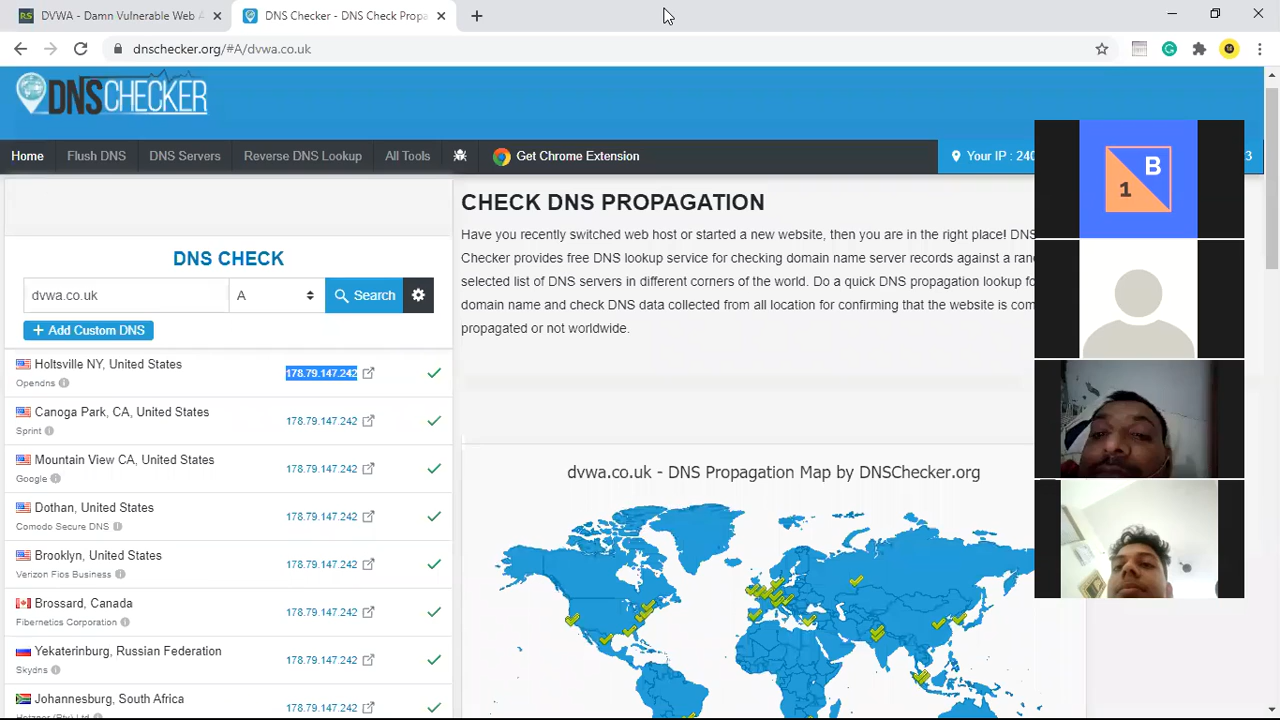 DVWA - Damn Vulnerable Web A
DNS Checker - DNS Check Propa
dnschecker.org/#A/dvwa.co.uk
DNSCHECKER
Home
Flush DNS
DNS Servers
Reverse DNS Lookup
All Tools
Get Chrome Extension
Your IP : 240
3
DNS CHECK
dvwa.co.uk
A
Search
+ Add Custom DNS
Holtsville NY, United States
178.79.147.242
Opendns
Canoga Park, CA, United States
178.79.147.242
Sprint
Mountain View CA, United States
178.79.147.242
Google
Dothan, United States
178.79.147.242
Comodo Secure DNS
Brooklyn, United States
178.79.147.242
Verizon Fios Business
Brossard, Canada
178.79.147.242
Fibernetics Corporation
Yekaterinburg, Russian Federation
178.79.147.242
Skydns
Johannesburg, South Africa
178.79.147.242
CHECK DNS PROPAGATION
Have you recently switched web host or started a new website, then you are in the right place! DNS
Checker provides free DNS lookup service for checking domain name server records against a ran
selected list of DNS servers in different corners of the world. Do a quick DNS propagation lookup fo
domain name and check DNS data collected from all location for confirming that the website is com
propagated or not worldwide.
dvwa.co.uk - DNS Propagation Map by DNSChecker.org
B
1